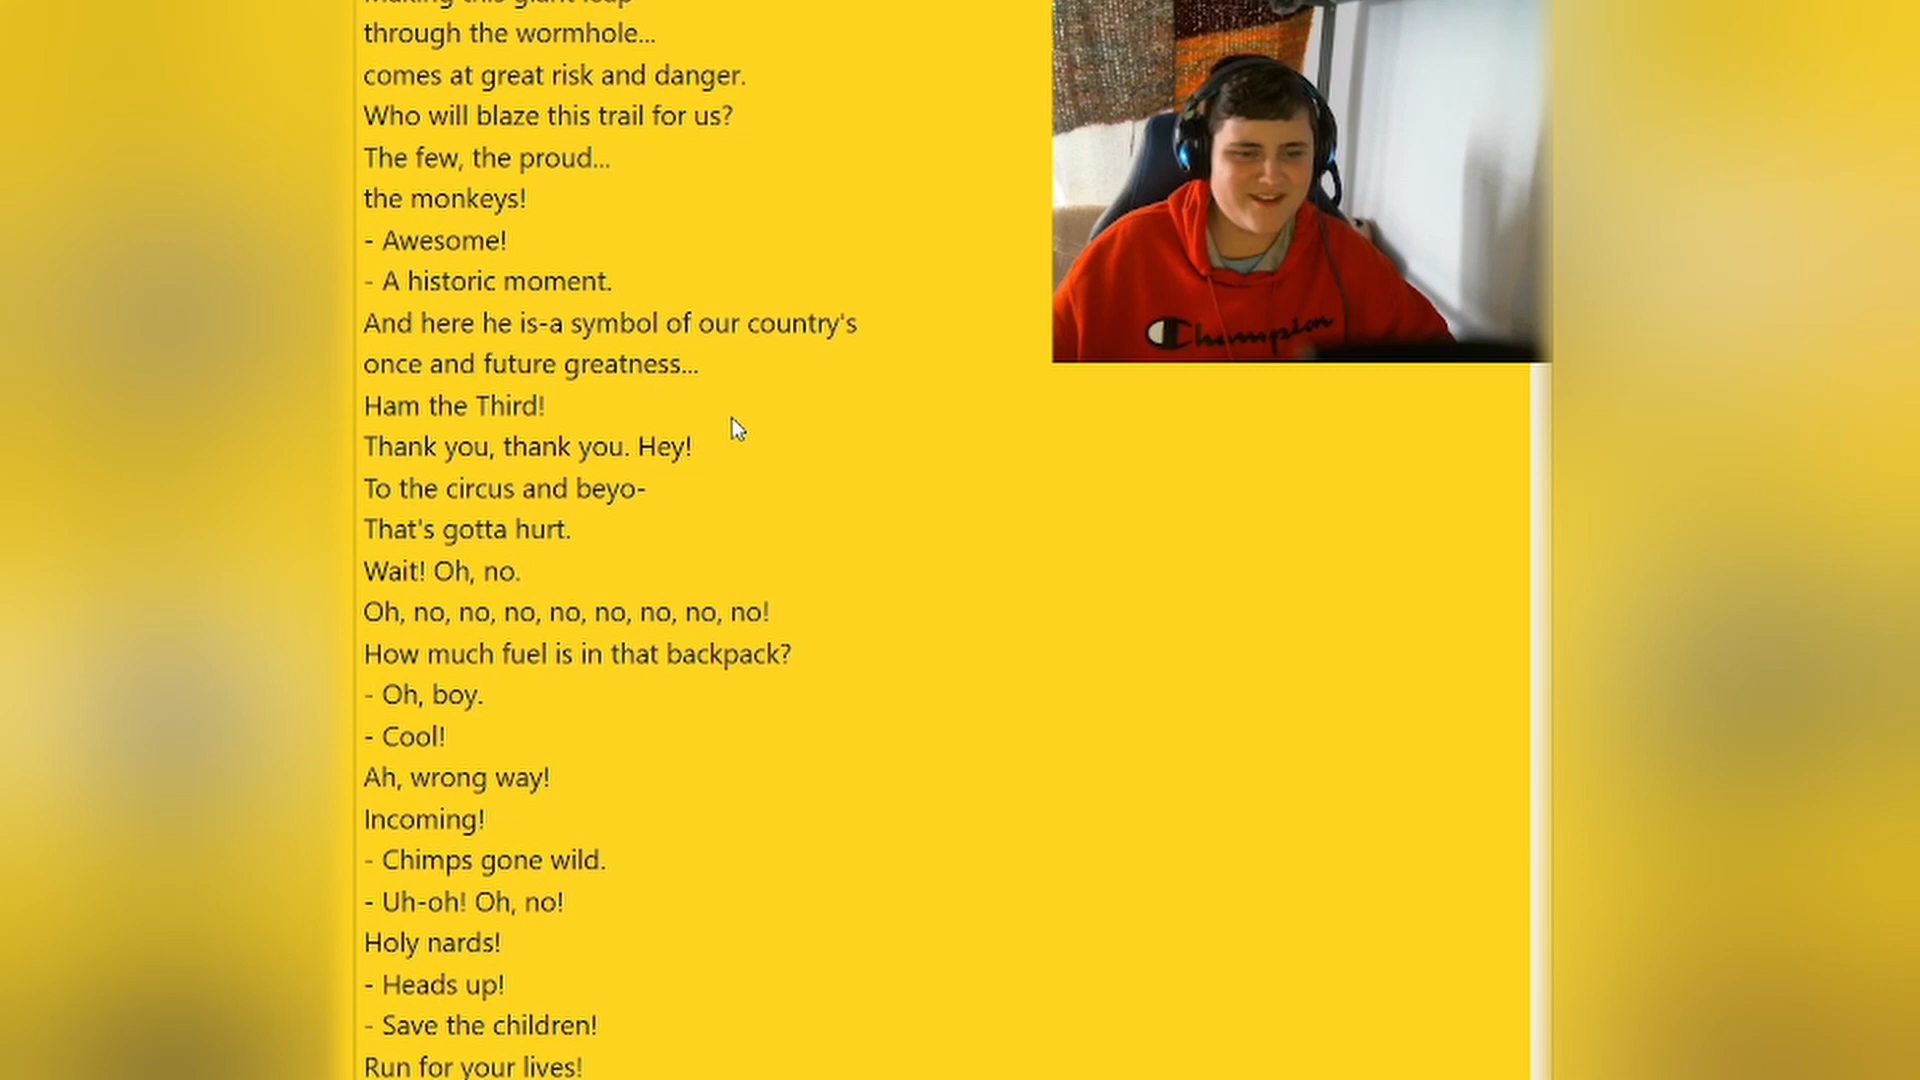 through the wormhole...
comes at great risk and danger.
Who will blaze this trail for us?
The few, the proud...
the monkeys!
- Awesome!
- A historic moment.
And here he is-a symbol of our country's
once and future greatness...
Ham the Third!
Thank you, thank you. Hey!
To the circus and beyo-
That's gotta hurt.
Wait! Oh, no.
Oh, no, no, no, no, no, no, no, no!
How much fuel is in that backpack?
- Oh, boy.
- Cool!
Ah, wrong way!
Incoming!
- Chimps gone wild.
- Uh-oh! Oh, no!
Holy nards!
- Heads up!
- Save the children!
Run for your lives!
Champion